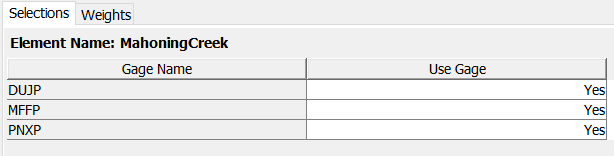 Selections Weights
Element Name: MahoningCreek
Gage Name Use Gage
DUJP Yes
MFFP Yes
PNXP Yes